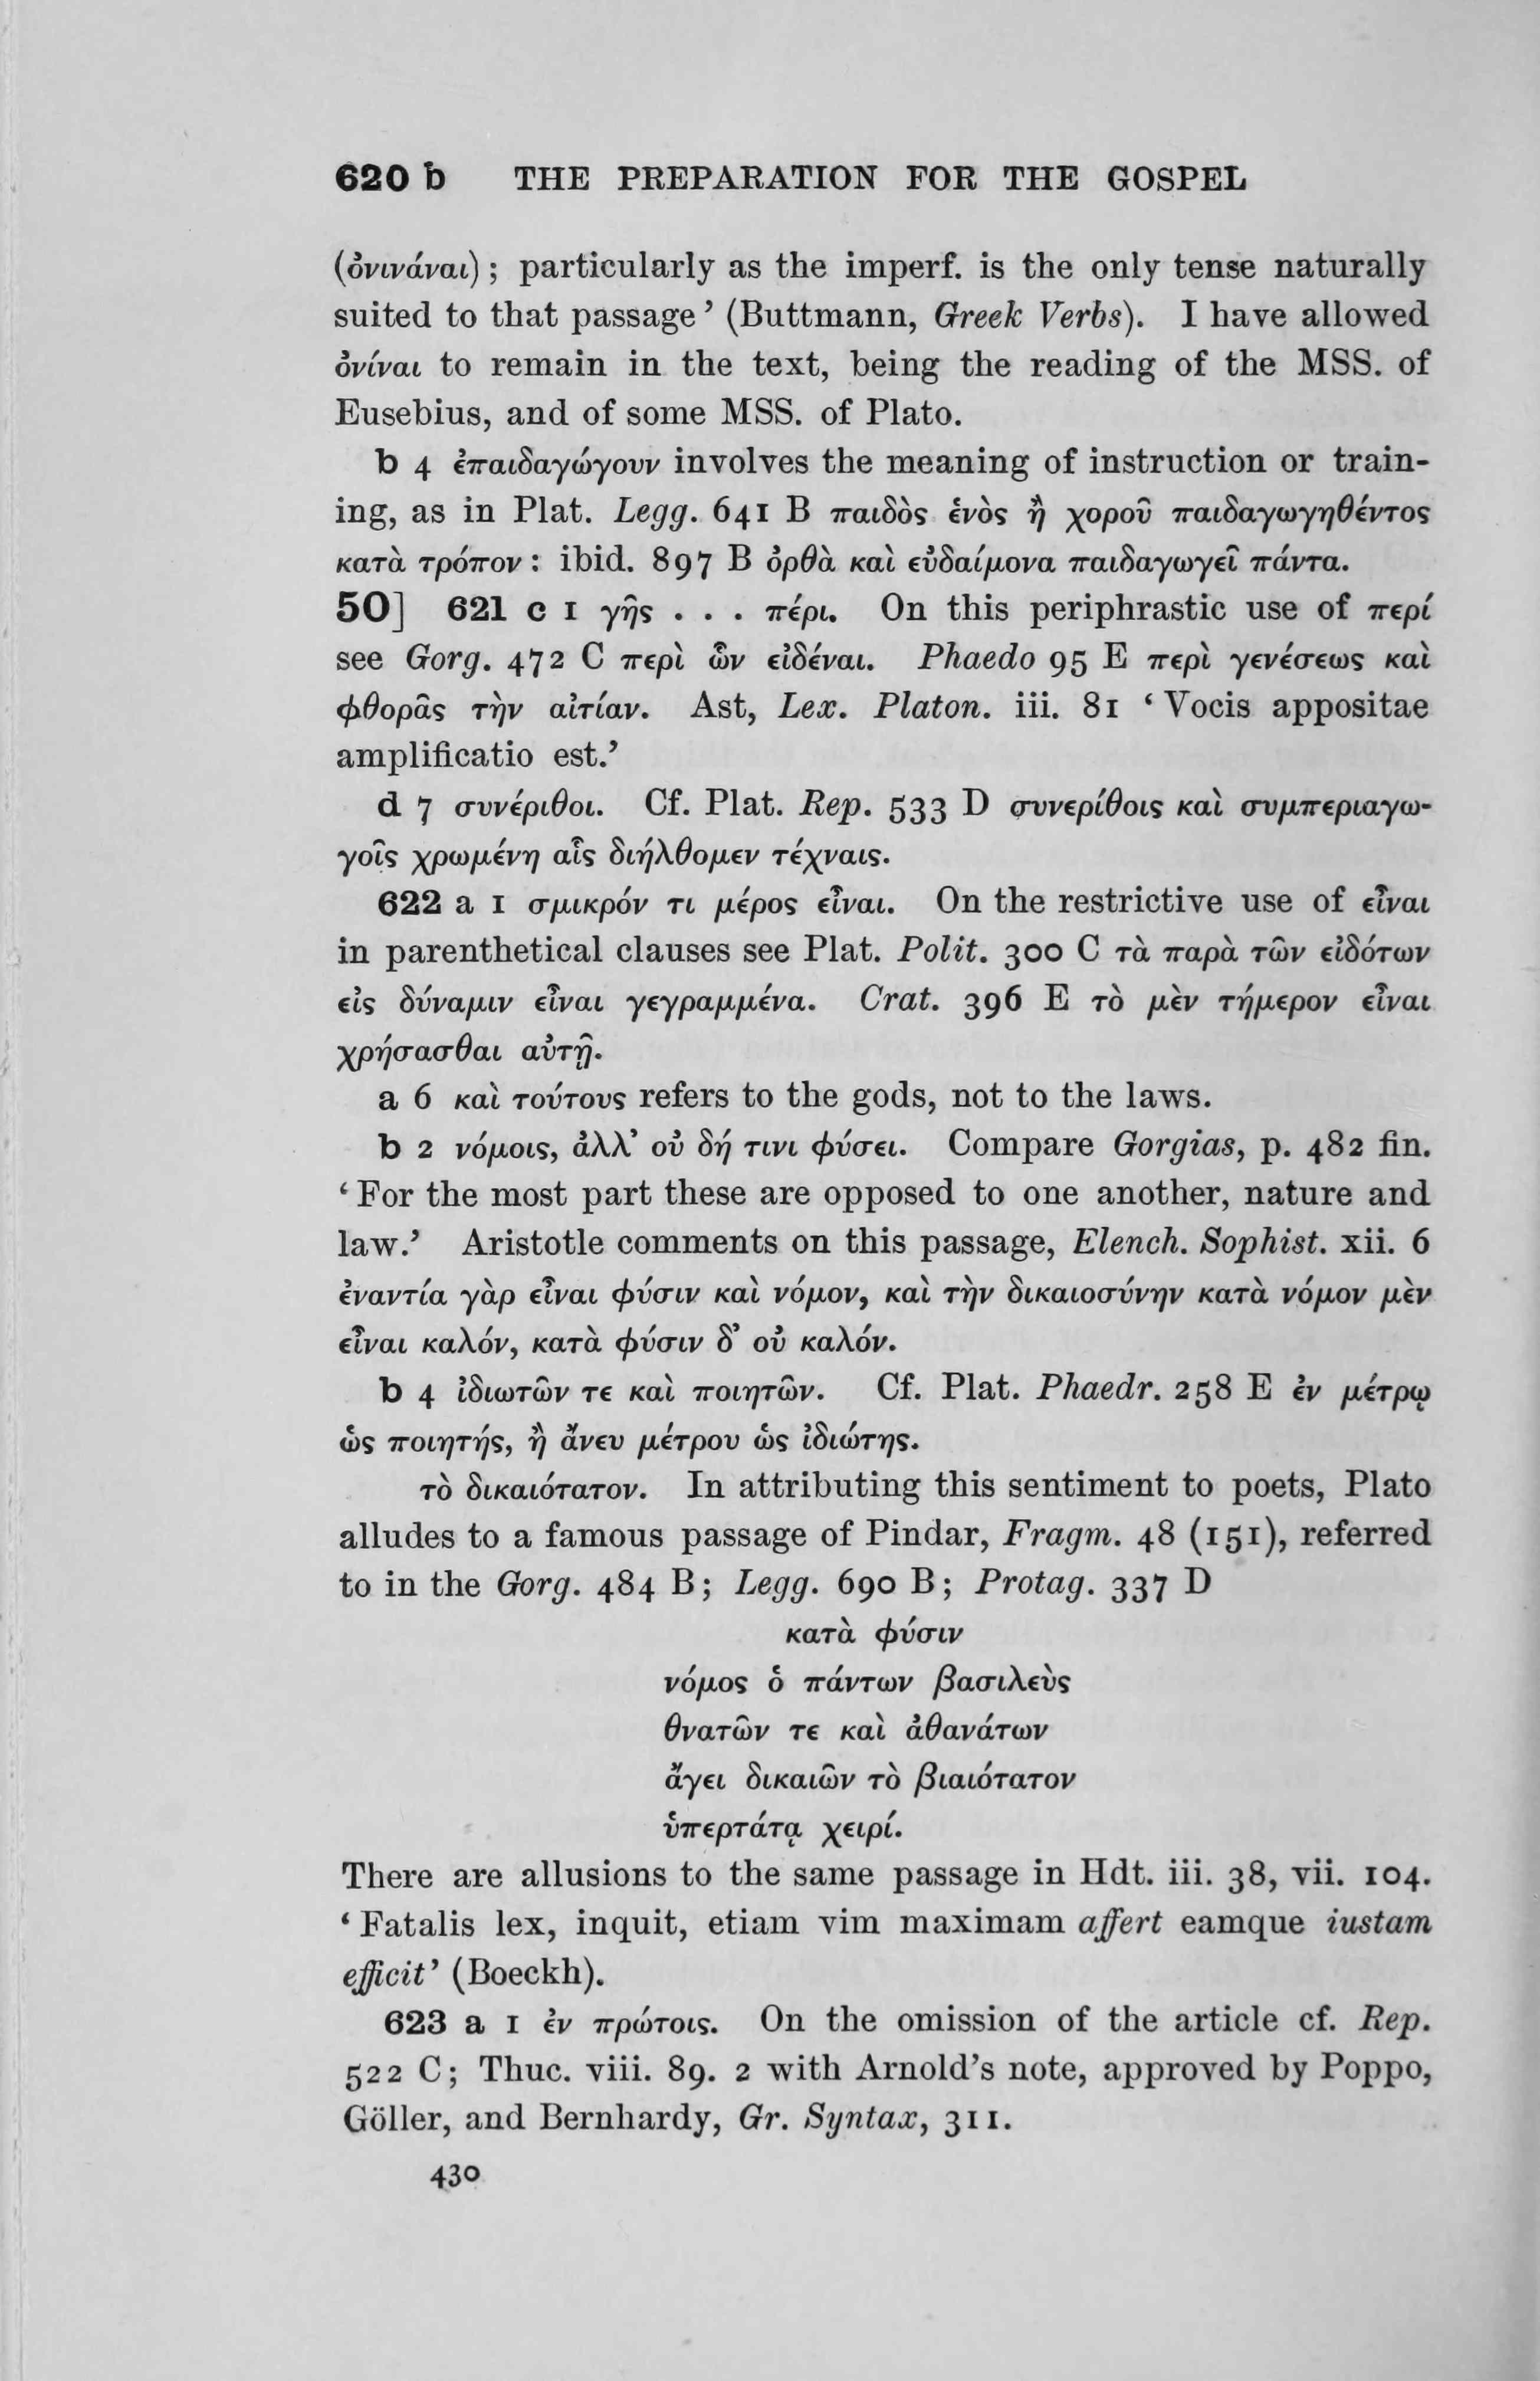 620 b THE PREPARATION FOR THE GOSPEL
(ὀνινάναι) ; particularly as the imperf. is the only tense naturally
suited to that passage’ (Buttmann, Greek Verbs). I have allowed
ὀνίναι to remain in the text, being the reading of the MSS. of
Eusebius, and of some MSS. of Plato.
b 4 ἐπαιδαγώγουν involves the meaning of instruction or train-
ing, as in Plat. Legg. 641 B παιδὸς ἑνὸς ἢ χοροῦ παιδαγωγηθέντος
κατὰ τρόπον : ibid. 897 B ὀρθὰ καὶ εὐδαίμονα παιδαγωγεῖ πάντα.
50] 621 c 1 γῆς . . . πέρι. On this periphrastic use of περί
see Gorg. 472 C περὶ ὧν εἰδέναι. Phaedo 95 E περὶ γενέσεως καὶ
φθορᾶς τὴν αἰτίαν. Ast, Lex. Platon. iii. 81 ‘Vocis appositae
amplificatio est.’
d 7 συνέριθοι. Cf. Plat. Rep. 533 D συνερίθοις καὶ συμπεριαγω-
γοῖς χρωμένη αἷς διήλθομεν τέχναις.
622 a 1 σμικρόν τι μέρος εἶναι. On the restrictive use of εἶναι
in parenthetical clauses see Plat. Polit. 300 C τὰ παρὰ τῶν εἰδότων
εἰς δύναμιν εἶναι γεγραμμένα. Crat. 396 E τὸ μὲν τήμερον εἶναι
χρήσασθαι αὐτῇ.
a 6 καὶ τούτους refers to the gods, not to the laws.
b 2 νόμοις, ἀλλ’ οὐ δή τινι φύσει. Compare Gorgias, p. 482 fin.
‘For the most part these are opposed to one another, nature and
law.’ Aristotle comments on this passage, Elench. Sophist. xii. 6
ἐναντία γὰρ εἶναι φύσιν καὶ νόμον, καὶ τὴν δικαιοσύνην κατὰ νόμον μὲν
εἶναι καλόν, κατὰ φύσιν δ’ οὐ καλόν.
b 4 ἰδιωτῶν τε καὶ ποιητῶν. Cf. Plat. Phaedr. 258 E ἐν μέτρῳ
ὡς ποιητής, ἢ ἄνευ μέτρου ὡς ἰδιώτης.
τὸ δικαιότατον. In attributing this sentiment to poets, Plato
alludes to a famous passage of Pindar, Fragm. 48 (151), referred
to in the Gorg. 484 B; Legg. 690 B; Protag. 337 D
κατὰ φύσιν
νόμος ὁ πάντων βασιλεὺς
θνατῶν τε καὶ ἀθανάτων
ἄγει δικαιῶν τὸ βιαιότατον
ὑπερτάτᾳ χειρί.
There are allusions to the same passage in Hdt. iii. 38, vii. 104.
‘Fatalis lex, inquit, etiam vim maximam affert eamque iustam
efficit’ (Boeckh).
623 a 1 ἐν πρώτοις. On the omission of the article cf. Rep.
522 C; Thuc. viii. 89. 2 with Arnold’s note, approved by Poppo,
Göller, and Bernhardy, Gr. Syntax, 311.
430